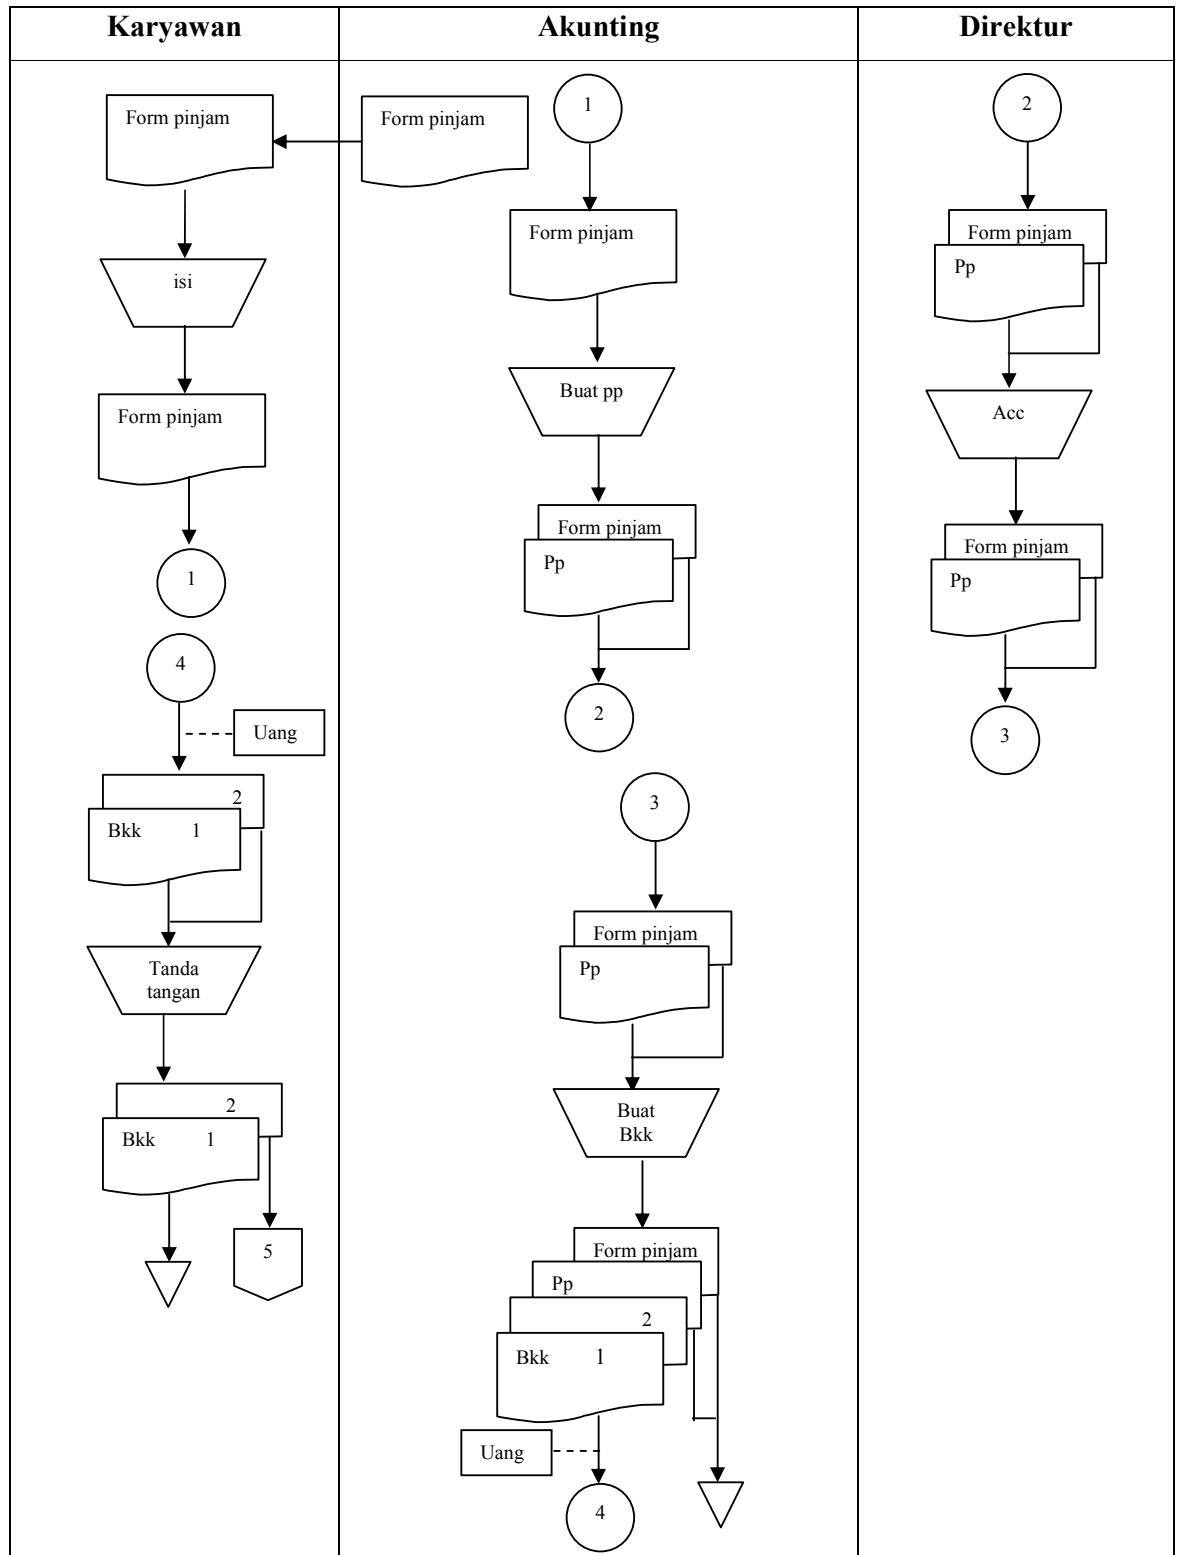 Karyawan
Akunting
Direktur
Form pinjam
isi
Form pinjam
1
4
Uang
2
Bkk 1
Tanda
tangan
2
Bkk 1
5
Form pinjam
1
Form pinjam
Buat pp
Form pinjam
Pp
2
3
Form pinjam
Pp
Buat
Bkk
Form pinjam
Pp
2
Bkk 1
Uang
4
2
Form pinjam
Pp
Acc
Form pinjam
Pp
3